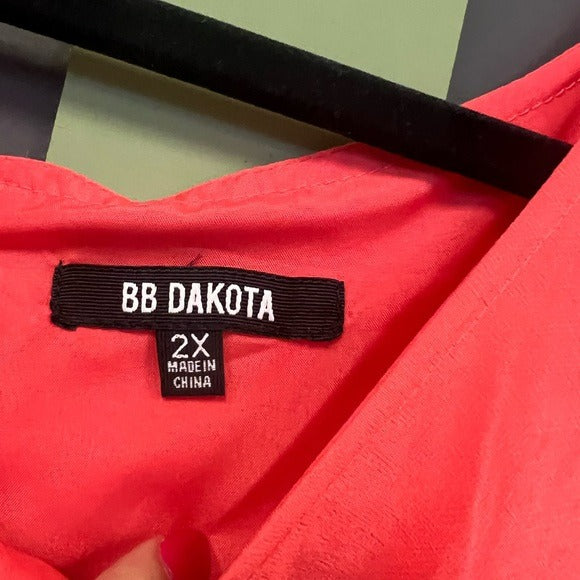 BB DAKOTA
2X
MADE IN
CHINA